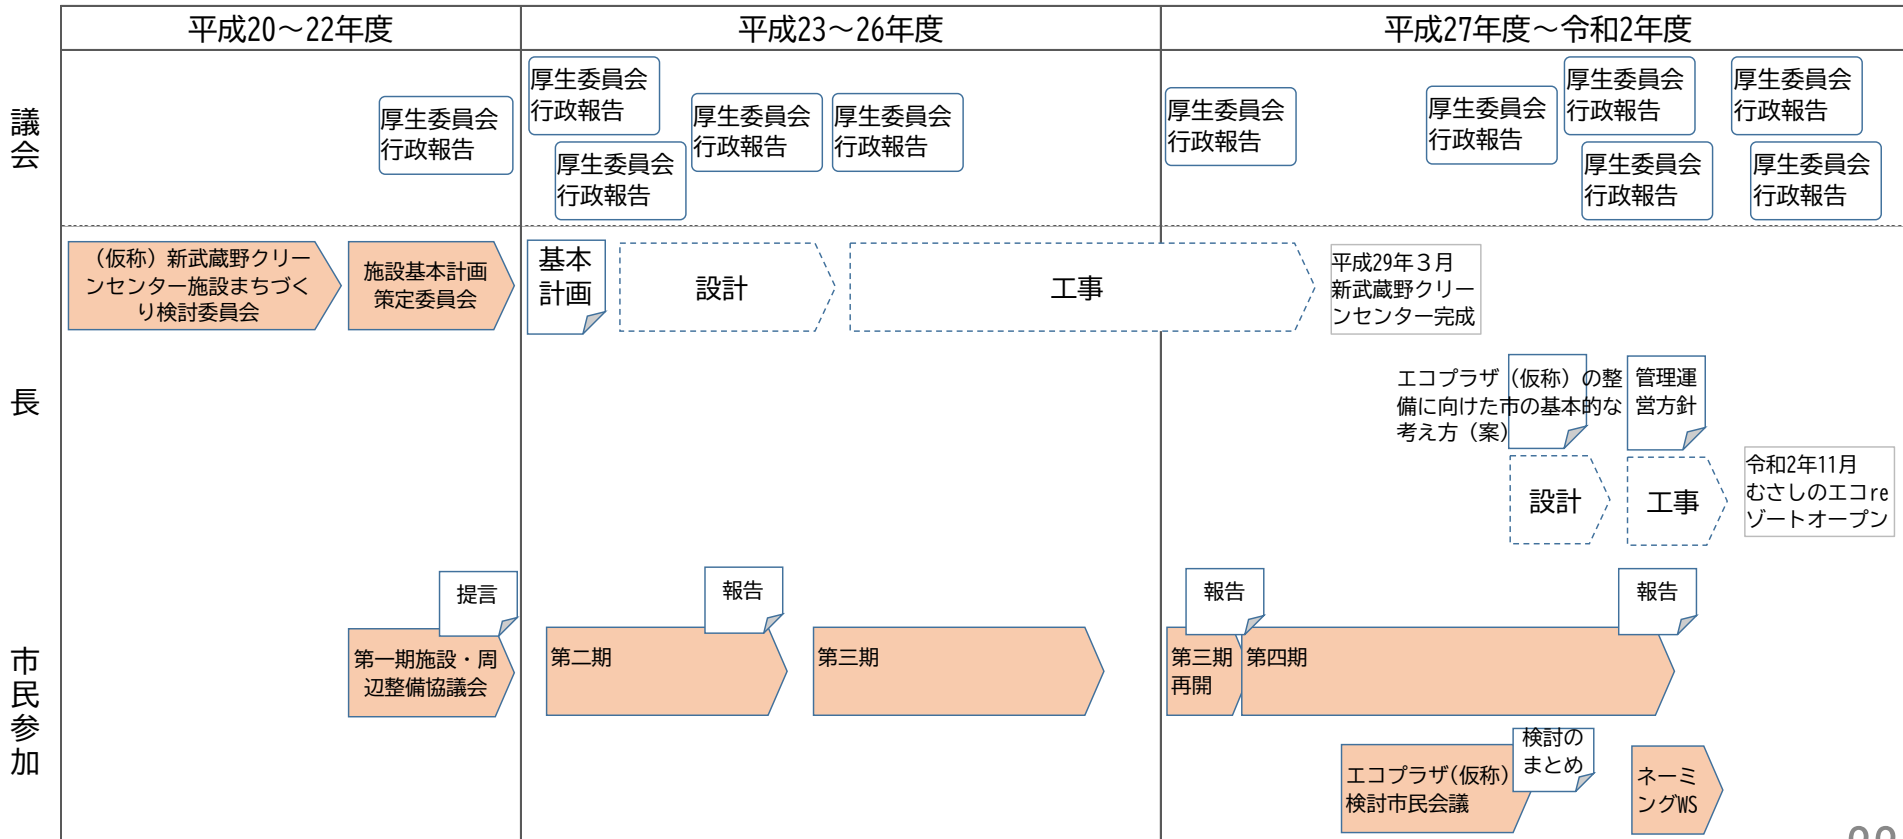 平成20～22年度
平成23～26年度
平成27年度～令和2年度
議会
厚生委員会
行政報告
厚生委員会
行政報告
厚生委員会
行政報告
厚生委員会
行政報告
厚生委員会
行政報告
厚生委員会
行政報告
厚生委員会
行政報告
厚生委員会
行政報告
厚生委員会
行政報告
厚生委員会
行政報告
厚生委員会
行政報告
長
（仮称）新武蔵野クリー
ンセンター施設まちづく
り検討委員会
施設基本計画
策定委員会
基本
計画
設計
工事
平成29年３月
新武蔵野クリー
ンセンター完成
エコプラザ（仮称）の整
備に向けた市の基本的な
考え方（案）
管理運
営方針
設計
工事
令和2年11月
むさしのエコre
ゾートオープン
市民参加
提言
第一期施設・周
辺整備協議会
報告
第二期
第三期
報告
第三期
再開
第四期
報告
エコプラザ(仮称)
検討市民会議
検討の
まとめ
ネーミ
ングWS